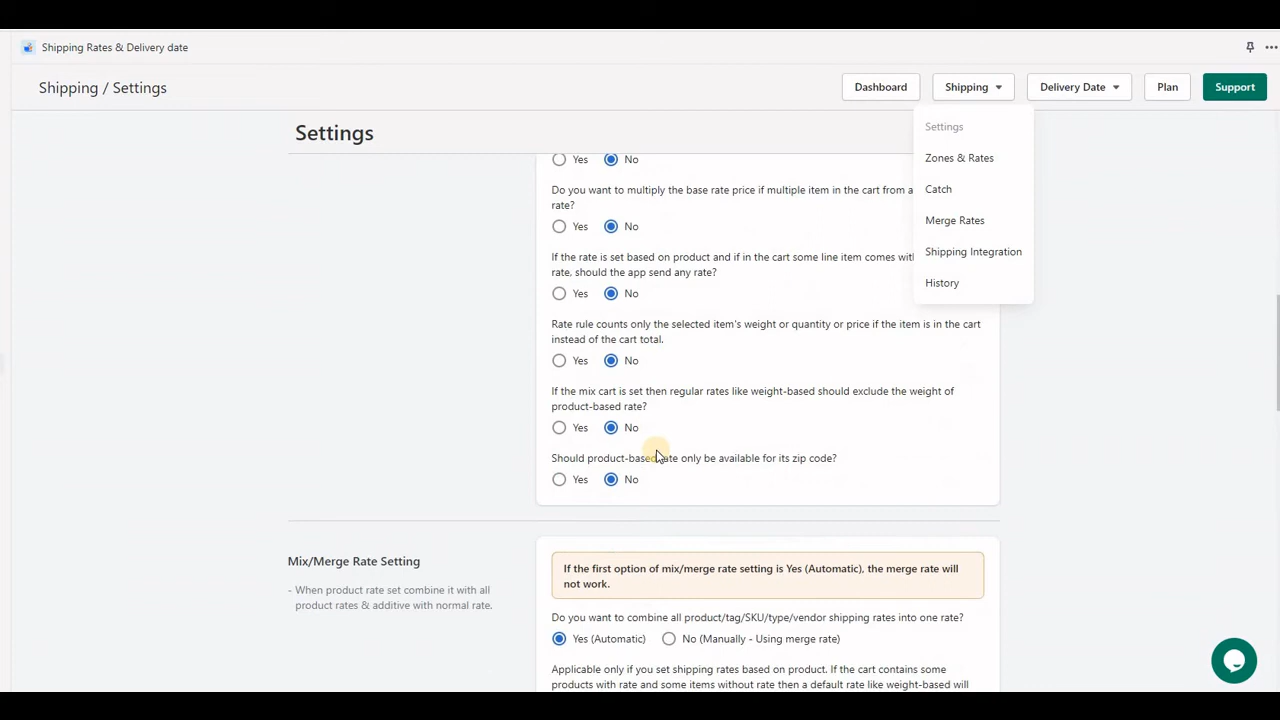 Shipping Rates & Delivery date
Shipping / Settings
Dashboard
Shipping
Delivery Date
Plan
Support
Settings
Settings
Zones & Rates
Catch
Merge Rates
Shipping Integration
History
Yes No
Do you want to multiply the base rate price if multiple item in the cart from a
rate?
Yes No
If the rate is set based on product and if in the cart some line item comes with
rate, should the app send any rate?
Yes No
Rate rule counts only the selected item's weight or quantity or price if the item is in the cart
instead of the cart total.
Yes No
If the mix cart is set then regular rates like weight-based should exclude the weight of
product-based rate?
Yes No
Should product-based rate only be available for its zip code?
Yes No
Mix/Merge Rate Setting
- When product rate set combine it with all
product rates & additive with normal rate.
If the first option of mix/merge rate setting is Yes (Automatic), the merge rate will
not work.
Do you want to combine all product/tag/SKU/type/vendor shipping rates into one rate?
Yes (Automatic) No (Manually - Using merge rate)
Applicable only if you set shipping rates based on product. If the cart contains some
products with rate and some items without rate then a default rate like weight-based will